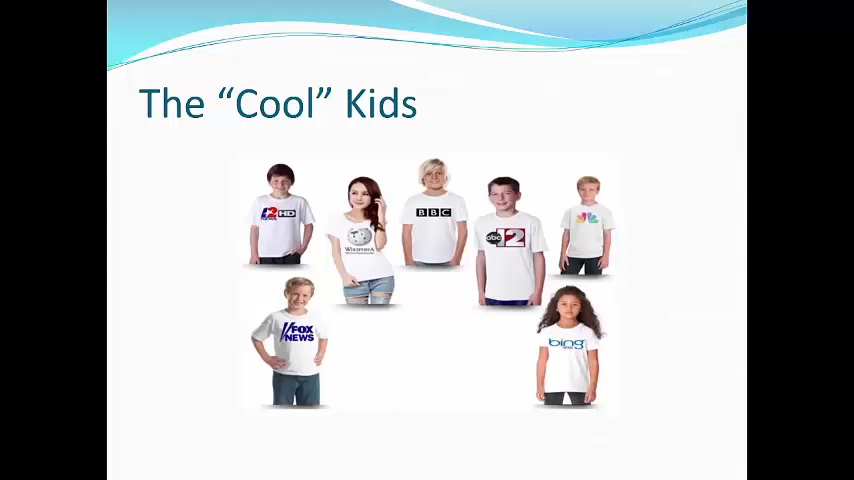 The “Cool” Kids
12
NEWS
HD
WIKIPEDIA
BBC
abc
12
FOX
NEWS
bing